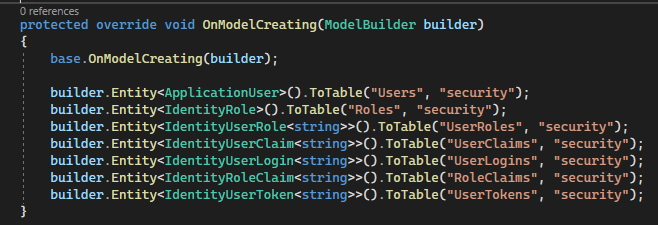 0 references
protected override void OnModelCreating(ModelBuilder builder)
{
base.OnModelCreating(builder);
builder.Entity<ApplicationUser>().ToTable("Users", "security");
builder.Entity<IdentityRole>().ToTable("Roles", "security");
builder.Entity<IdentityUserRole<string>>().ToTable("UserRoles", "security");
builder.Entity<IdentityUserClaim<string>>().ToTable("UserClaims", "security");
builder.Entity<IdentityUserLogin<string>>().ToTable("UserLogins", "security");
builder.Entity<IdentityRoleClaim<string>>().ToTable("RoleClaims", "security");
builder.Entity<IdentityUserToken<string>>().ToTable("UserTokens", "security");
}